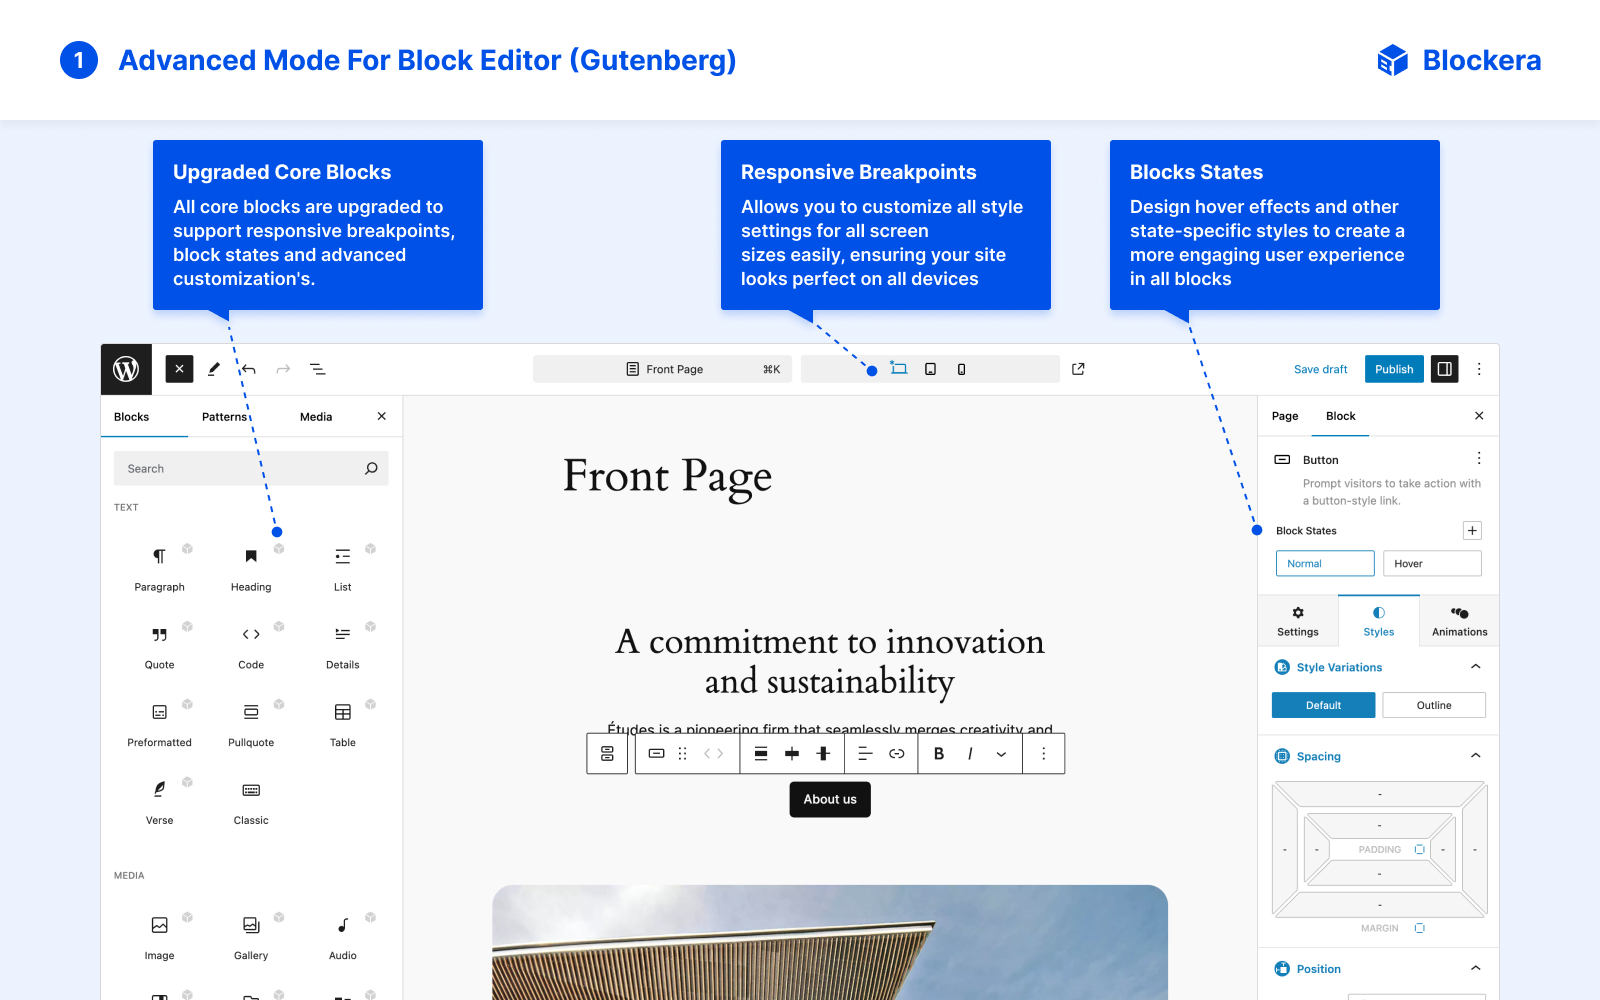 1 Advanced Mode For Block Editor (Gutenberg)
Blockera
Upgraded Core Blocks
All core blocks are upgraded to
support responsive breakpoints,
block states and advanced
customization's.
Responsive Breakpoints
Allows you to customize all style
settings for all screen
sizes easily, ensuring your site
looks perfect on all devices
Blocks States
Design hover effects and other
state-specific styles to create a
more engaging user experience
in all blocks
Front Page ⌘K
Save draft
Publish
Blocks Patterns Media
Search
TEXT
Paragraph Heading List
Quote Code Details
Preformatted Pullquote Table
Verse Classic
MEDIA
Image Gallery Audio
Front Page
A commitment to innovation
and sustainability
Études is a pioneering firm that seamlessly merges creativity and
B I
About us
Page Block
Button
Prompt visitors to take action with
a button-style link.
Block States
Normal Hover
Settings Styles Animations
Style Variations
Default Outline
Spacing
PADDING
MARGIN
Position